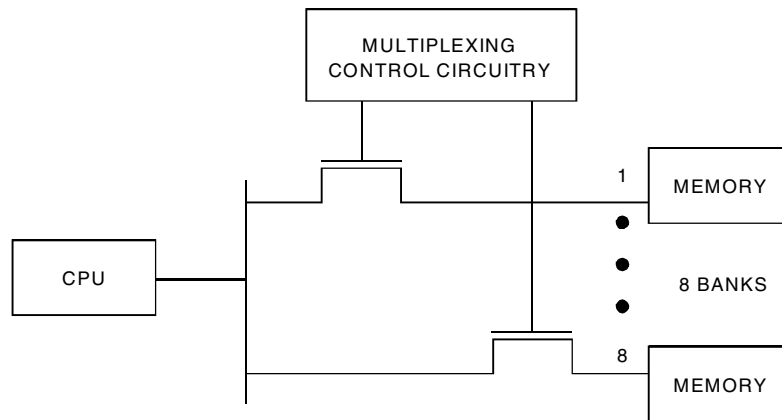 MULTIPLEXING
CONTROL CIRCUITRY
1
MEMORY
CPU
8 BANKS
8
MEMORY